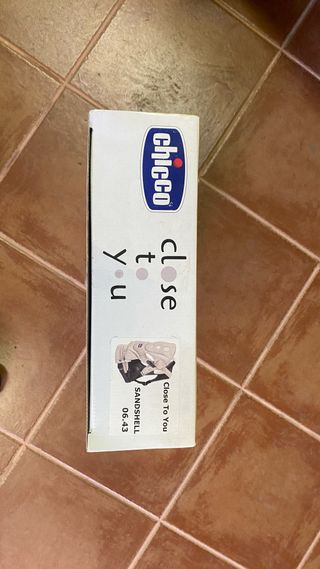 chicco
close
to
you
Close To You
SANDSHELL
06.43